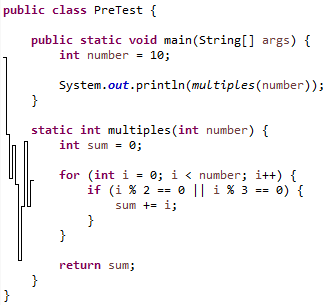 public class PreTest {
public static void main(String[] args) {
int number = 10;
System.out.println(multiples(number));
}
static int multiples(int number) {
int sum = 0;
for (int i = 0; i < number; i++) {
if (i % 2 == 0 || i % 3 == 0) {
sum += i;
}
}
return sum;
}
}